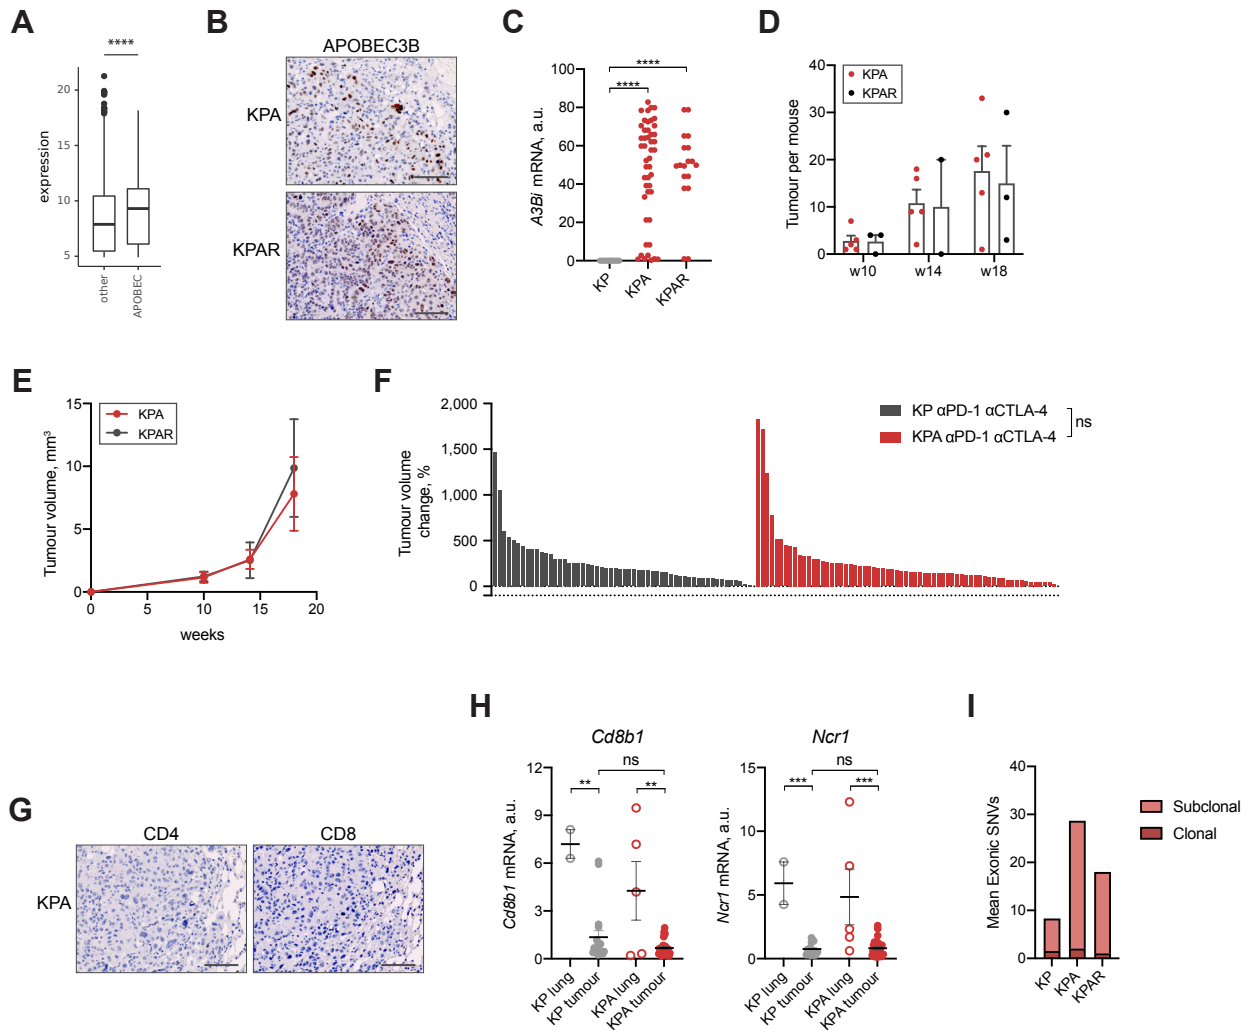 A
****
expression
20
15
10
5
other
APOBEC
B
APOBEC3B
KPA
KPAR
C
A3Bi mRNA, a.u.
100
80
60
40
20
0
****
****
KP
KPA
KPAR
D
Tumour per mouse
40
30
20
10
0
KPA
KPAR
w10
w14
w18
E
Tumour volume, mm³
15
10
5
0
KPA
KPAR
0
5
10
15
20
weeks
F
Tumour volume
change, %
2,000
1,500
1,000
500
0
KP αPD-1 αCTLA-4
KPA αPD-1 αCTLA-4
ns
G
CD4
CD8
KPA
H
Cd8b1
Cd8b1 mRNA, a.u.
12
9
6
3
0
ns
**
**
KP lung
KP tumour
KPA lung
KPA tumour
Ncr1
Ncr1 mRNA, a.u.
15
10
5
0
ns
***
***
KP lung
KP tumour
KPA lung
KPA tumour
I
Mean Exonic SNVs
40
30
20
10
0
KP
KPA
KPAR
Subclonal
Clonal